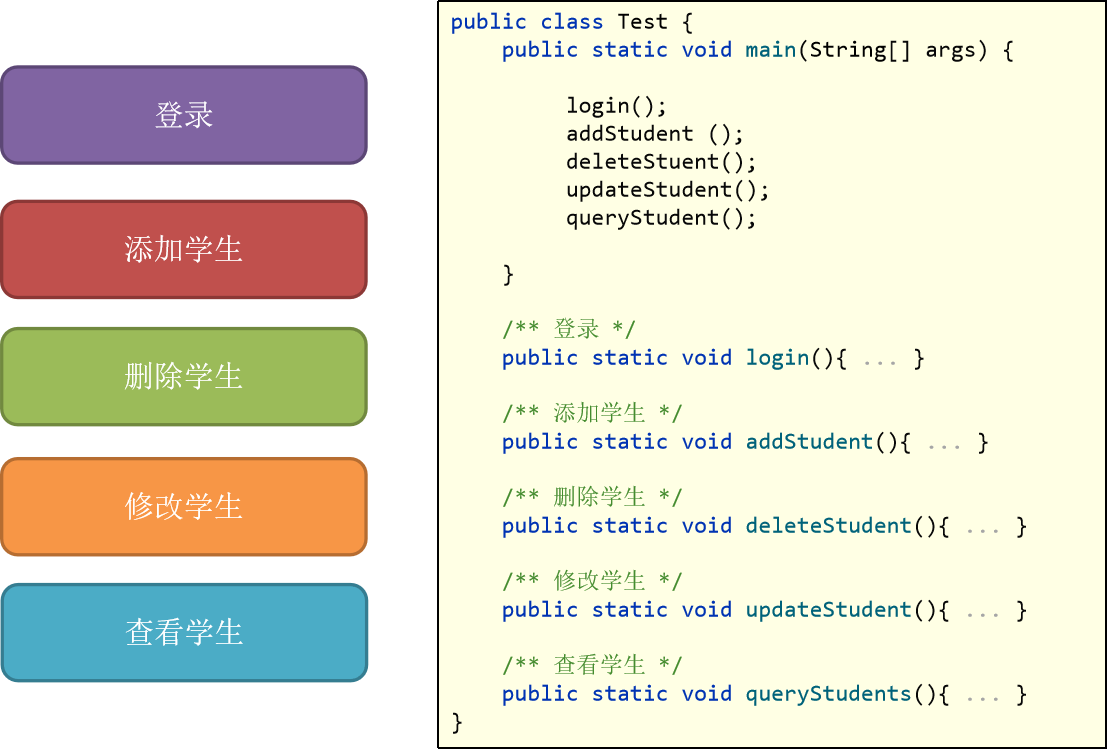 登录
添加学生
删除学生
修改学生
查看学生
public class Test {
public static void main(String[] args) {
login();
addStudent ();
deleteStuent();
updateStudent();
queryStudent();
}
/** 登录 */
public static void login(){ ... }
/** 添加学生 */
public static void addStudent(){ ... }
/** 删除学生 */
public static void deleteStudent(){ ... }
/** 修改学生 */
public static void updateStudent(){ ... }
/** 查看学生 */
public static void queryStudents(){ ... }
}